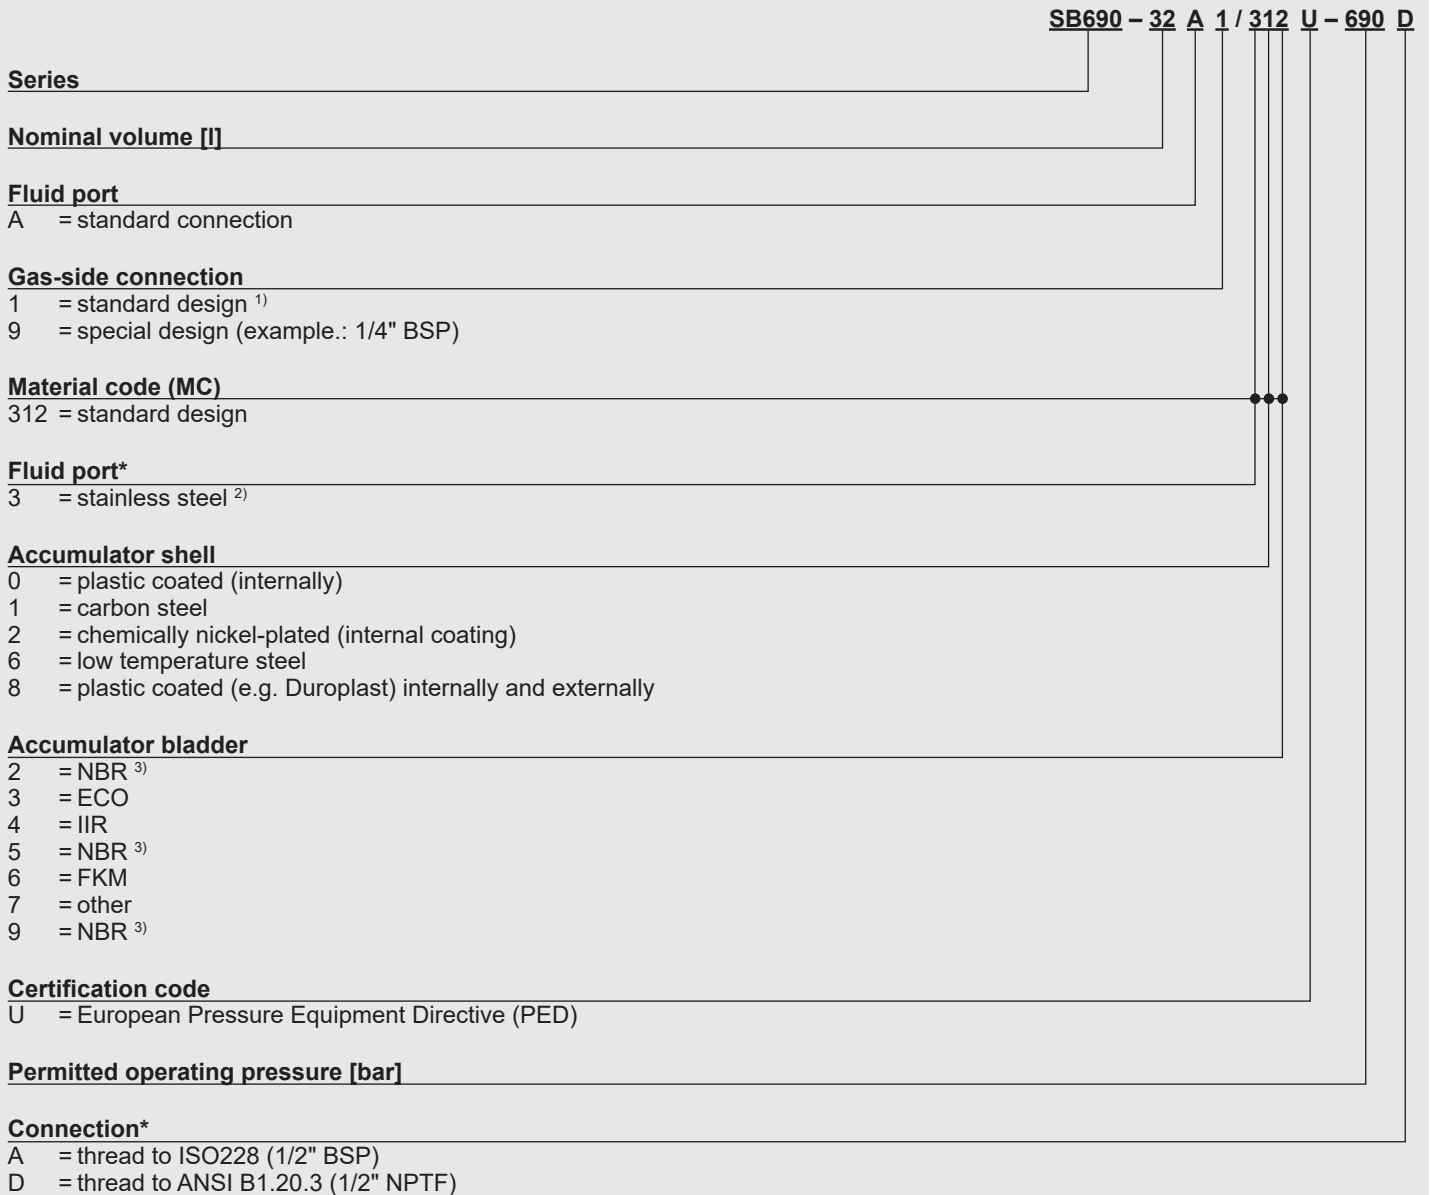 SB690 – 32 A 1 / 312 U – 690 D
Series
Nominal volume [l]
Fluid port
A = standard connection
Gas-side connection
1 = standard design 1)
9 = special design (example.: 1/4" BSP)
Material code (MC)
312 = standard design
Fluid port*
3 = stainless steel 2)
Accumulator shell
0 = plastic coated (internally)
1 = carbon steel
2 = chemically nickel-plated (internal coating)
6 = low temperature steel
8 = plastic coated (e.g. Duroplast) internally and externally
Accumulator bladder
2 = NBR 3)
3 = ECO
4 = IIR
5 = NBR 3)
6 = FKM
7 = other
9 = NBR 3)
Certification code
U = European Pressure Equipment Directive (PED)
Permitted operating pressure [bar]
Connection*
A = thread to ISO228 (1/2" BSP)
D = thread to ANSI B1.20.3 (1/2" NPTF)